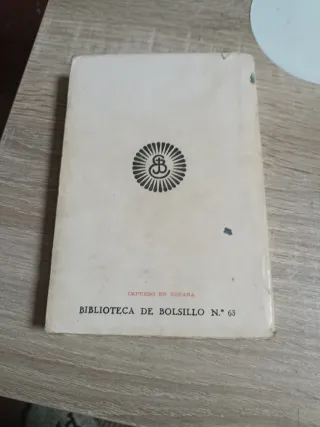 IMPRESO EN ESPAÑA
BIBLIOTECA DE BOLSILLO N.º 63